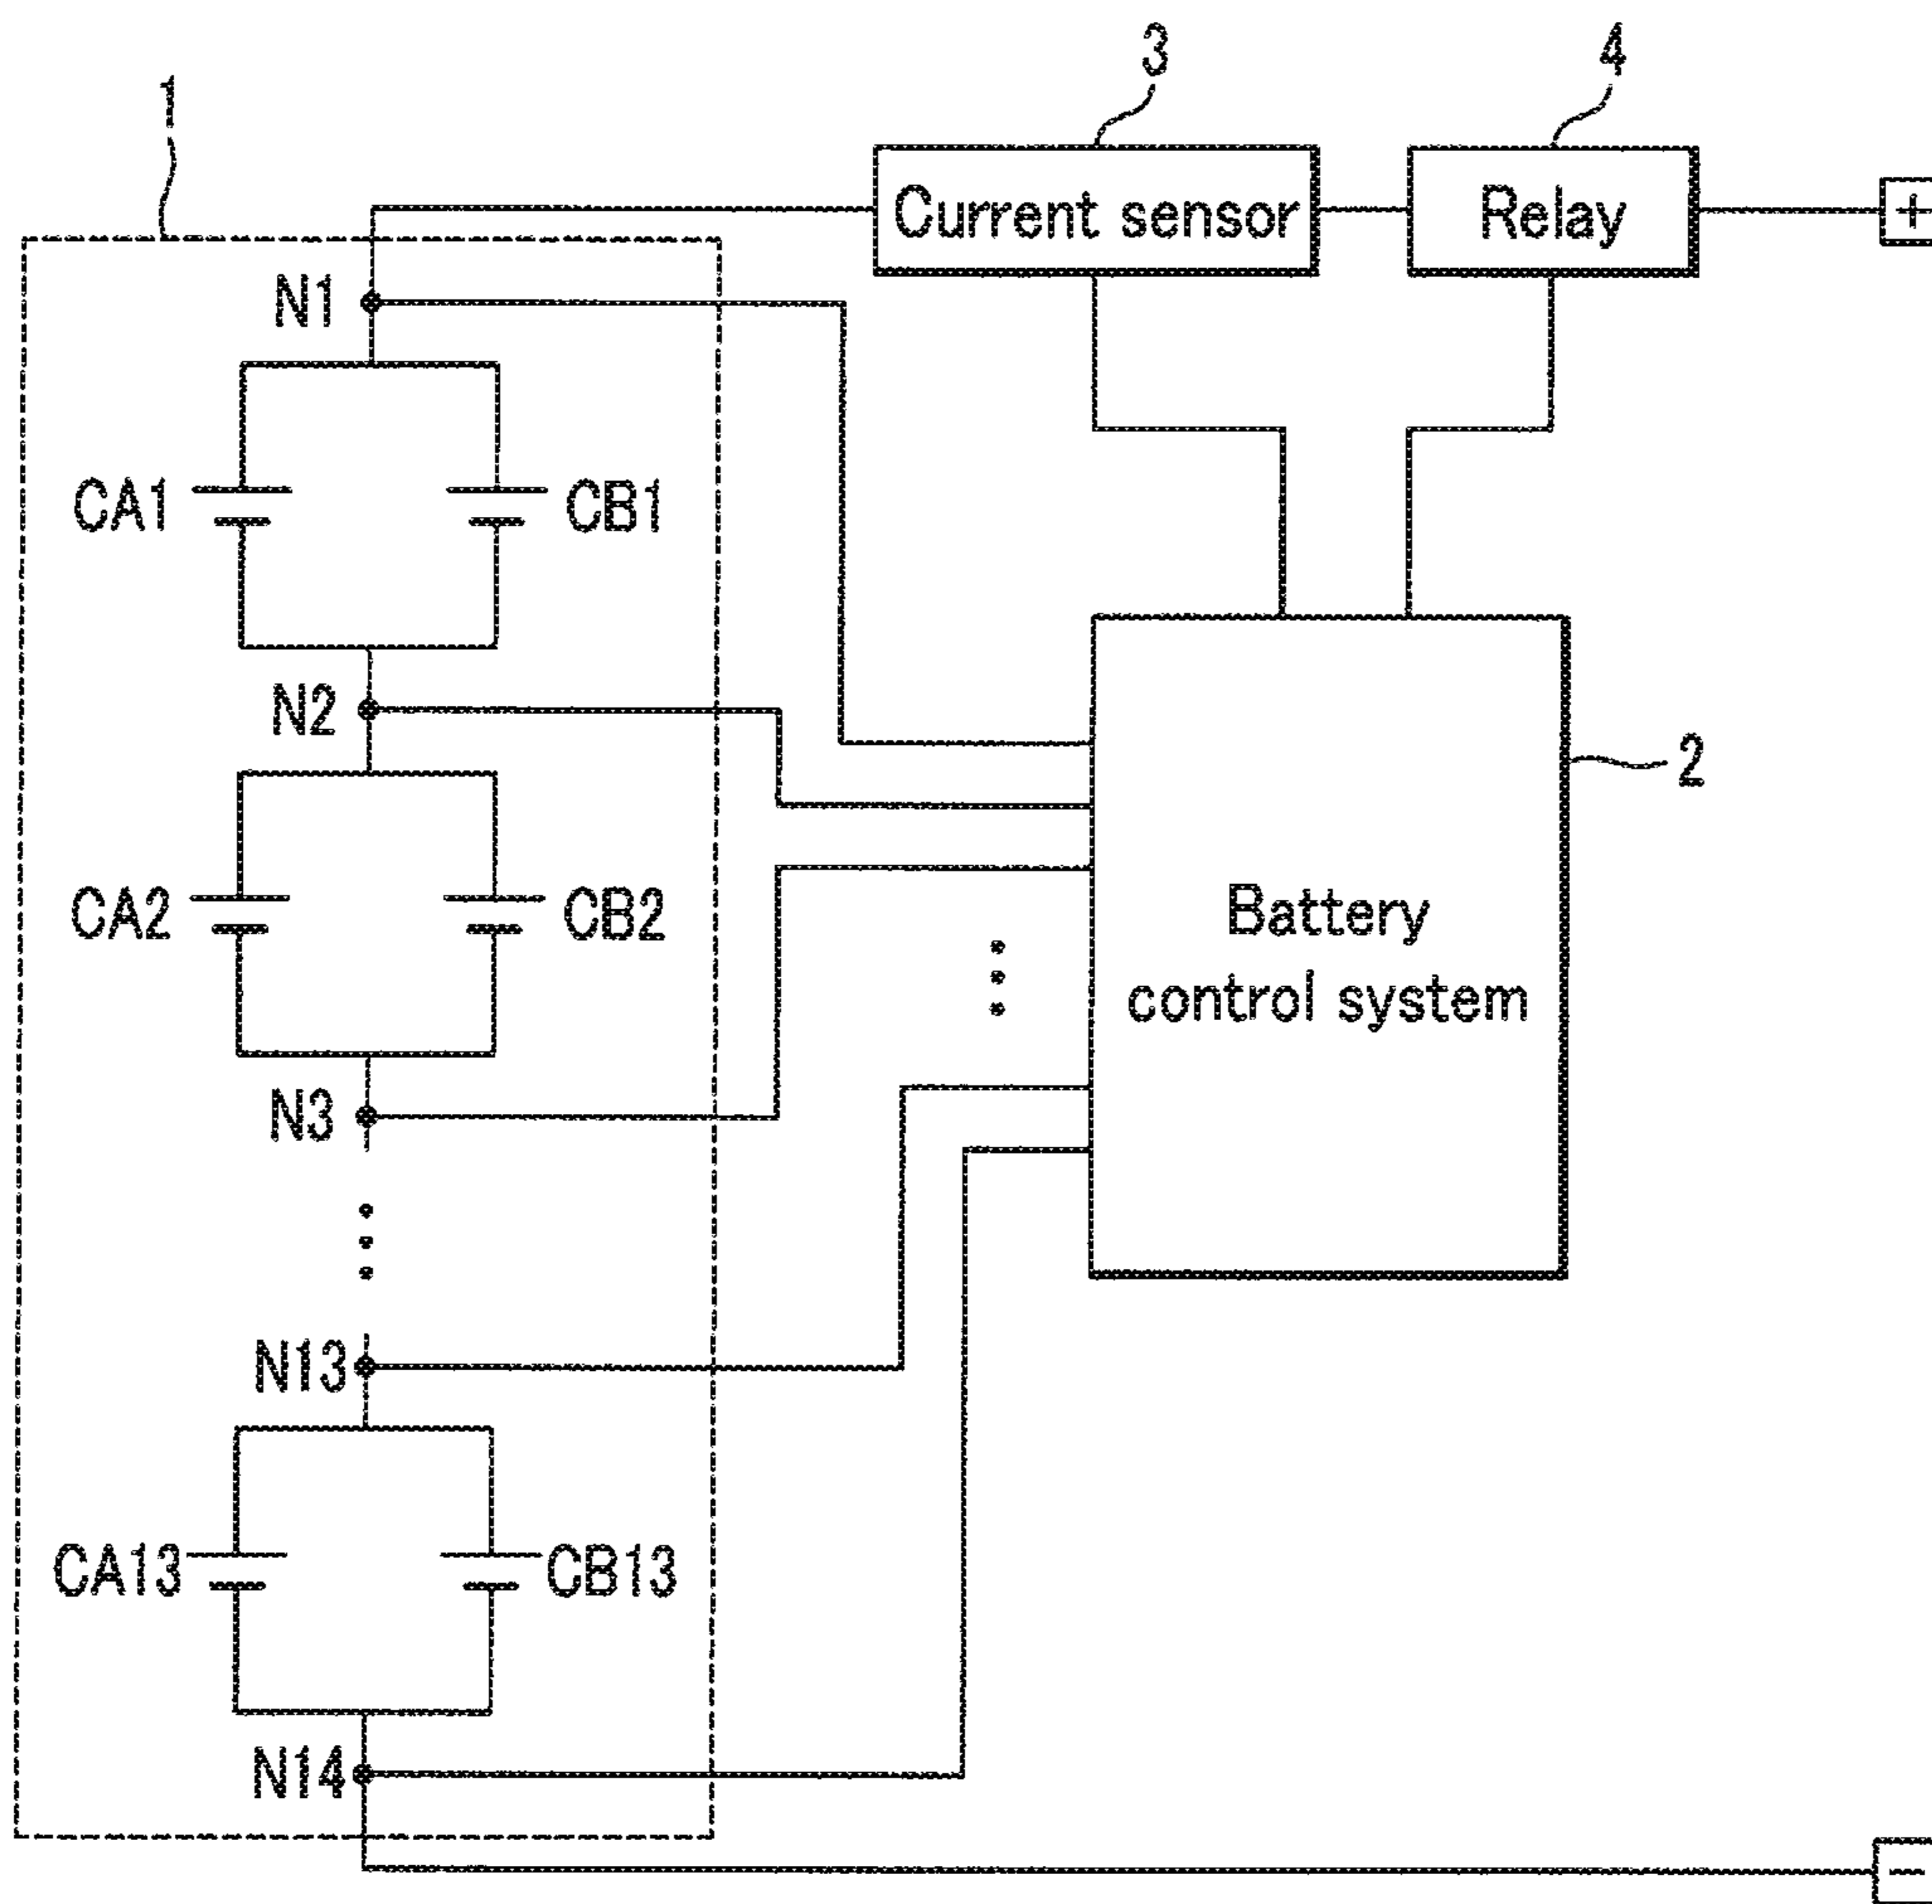 3
4
1
Current sensor
Relay
+
N1
CA1
CB1
N2
2
CA2
CB2
Battery
control system
N3
N13
CA13
CB13
N14
−